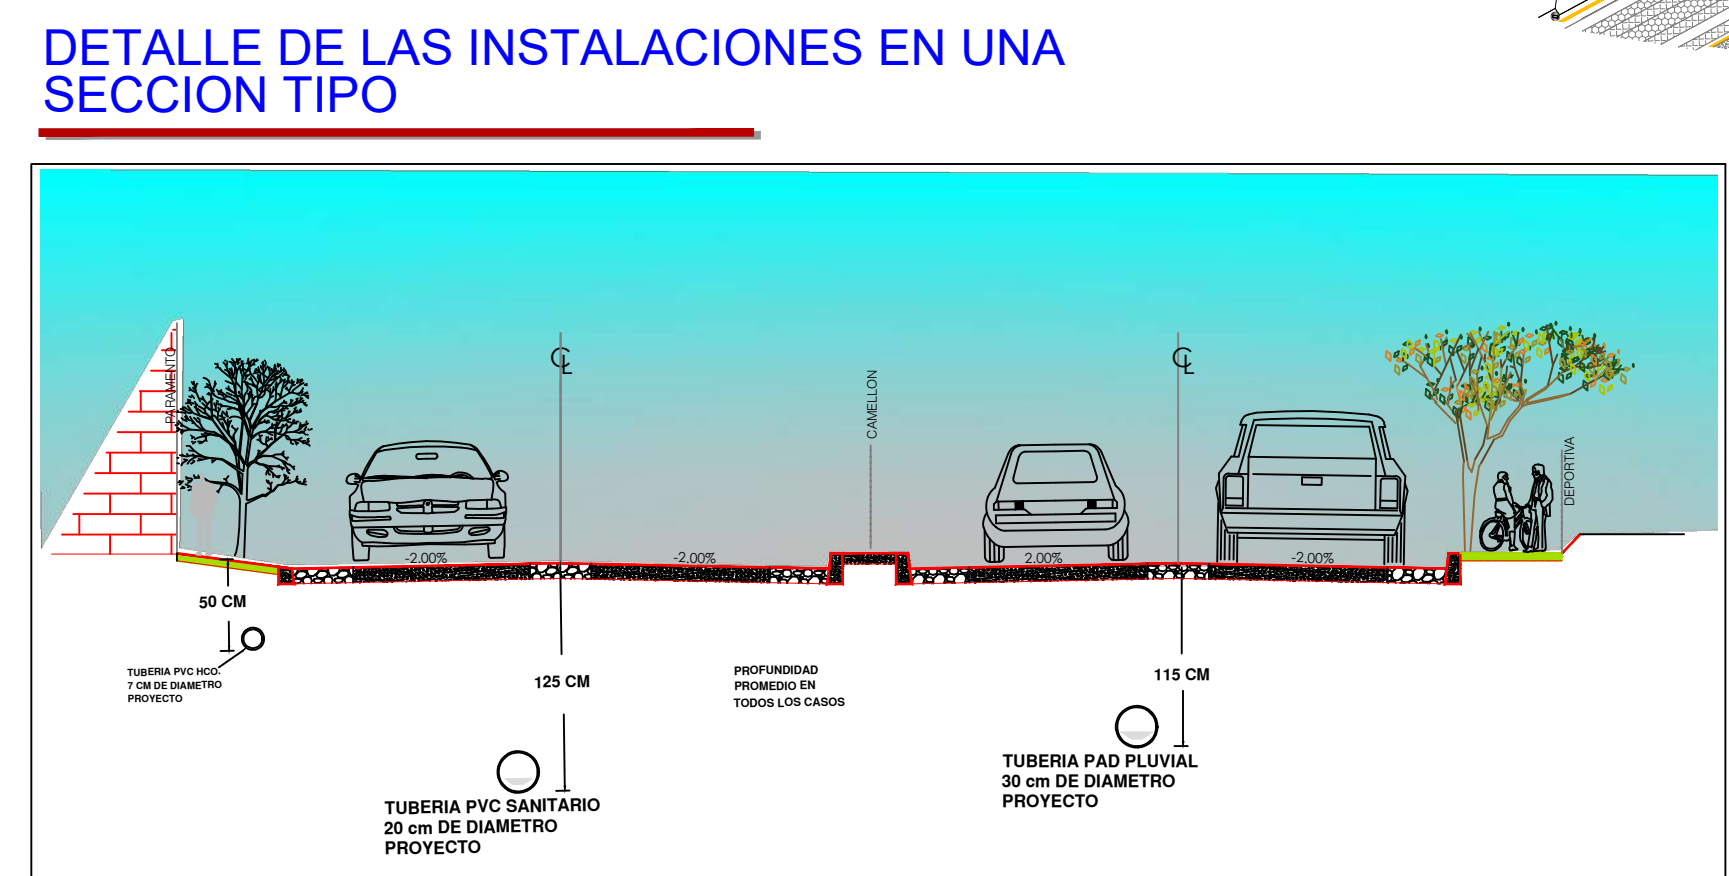 DETALLE DE LAS INSTALACIONES EN UNA
SECCION TIPO
PARAMENTO
CL
CAMELLON
CL
DEPORTIVA
-2.00%
-2.00%
2.00%
-2.00%
50 CM
TUBERIA PVC HCO.
7 CM DE DIAMETRO
PROYECTO
125 CM
TUBERIA PVC SANITARIO
20 cm DE DIAMETRO
PROYECTO
PROFUNDIDAD
PROMEDIO EN
TODOS LOS CASOS
115 CM
TUBERIA PAD PLUVIAL
30 cm DE DIAMETRO
PROYECTO